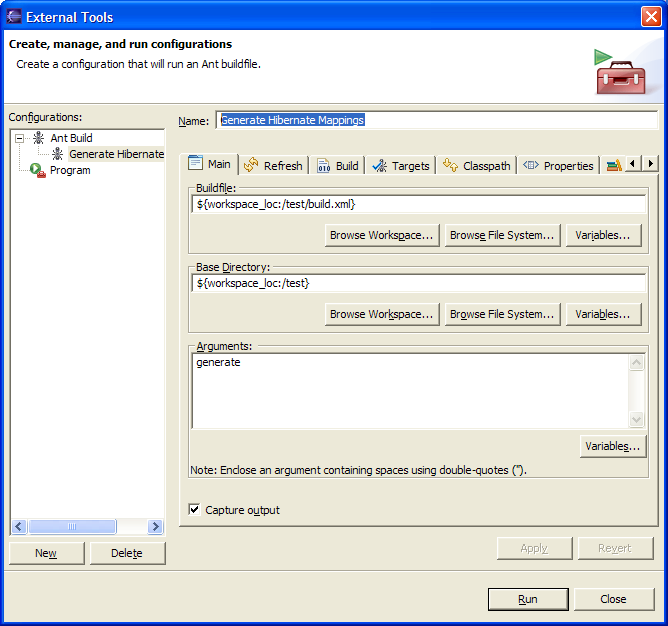 External Tools
Create, manage, and run configurations
Create a configuration that will run an Ant buildfile.
Configurations:
Ant Build
Generate Hibernate
Program
New
Delete
Name:
Generate Hibernate Mappings
Main
Refresh
Build
Targets
Classpath
Properties
Buildfile:
${workspace_loc:/test/build.xml}
Browse Workspace...
Browse File System...
Variables...
Base Directory:
${workspace_loc:/test}
Browse Workspace...
Browse File System...
Variables...
Arguments:
generate
Variables...
Note: Enclose an argument containing spaces using double-quotes (").
Capture output
Apply
Revert
Run
Close